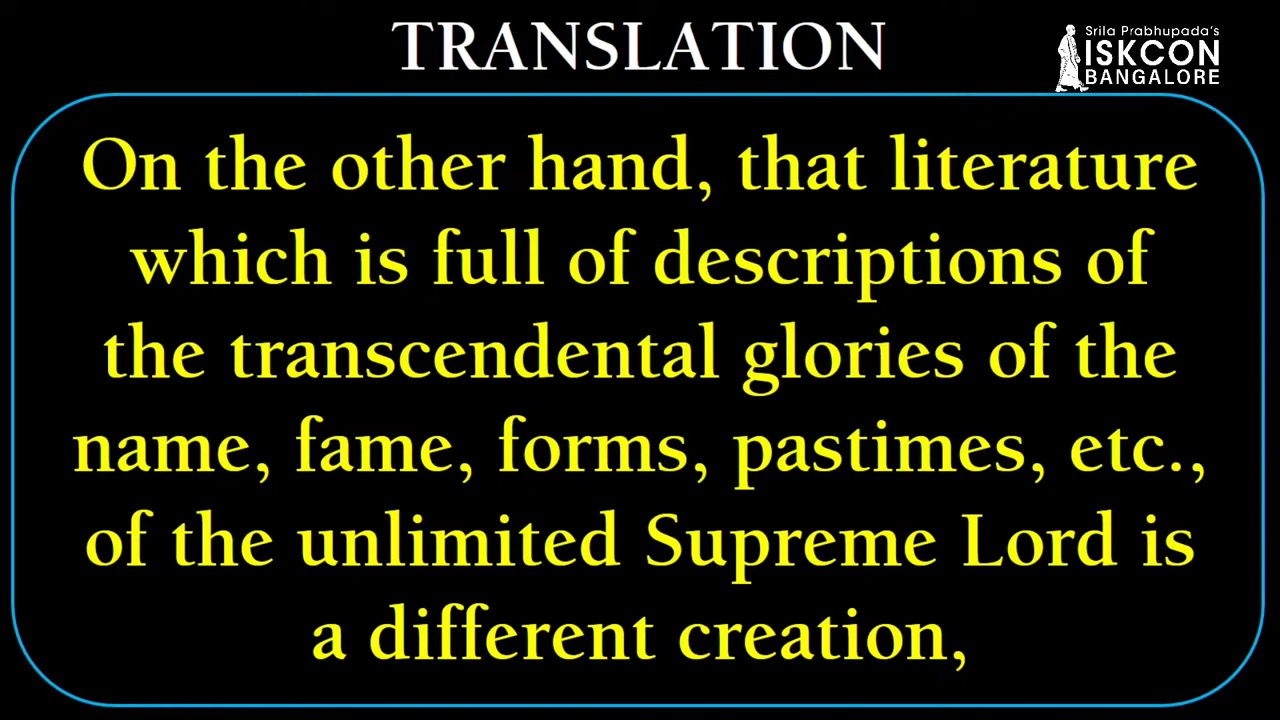 TRANSLATION
Srila Prabhupada's
ISKCON
BANGALORE
On the other hand, that literature
which is full of descriptions of
the transcendental glories of the
name, fame, forms, pastimes, etc.,
of the unlimited Supreme Lord is
a different creation,